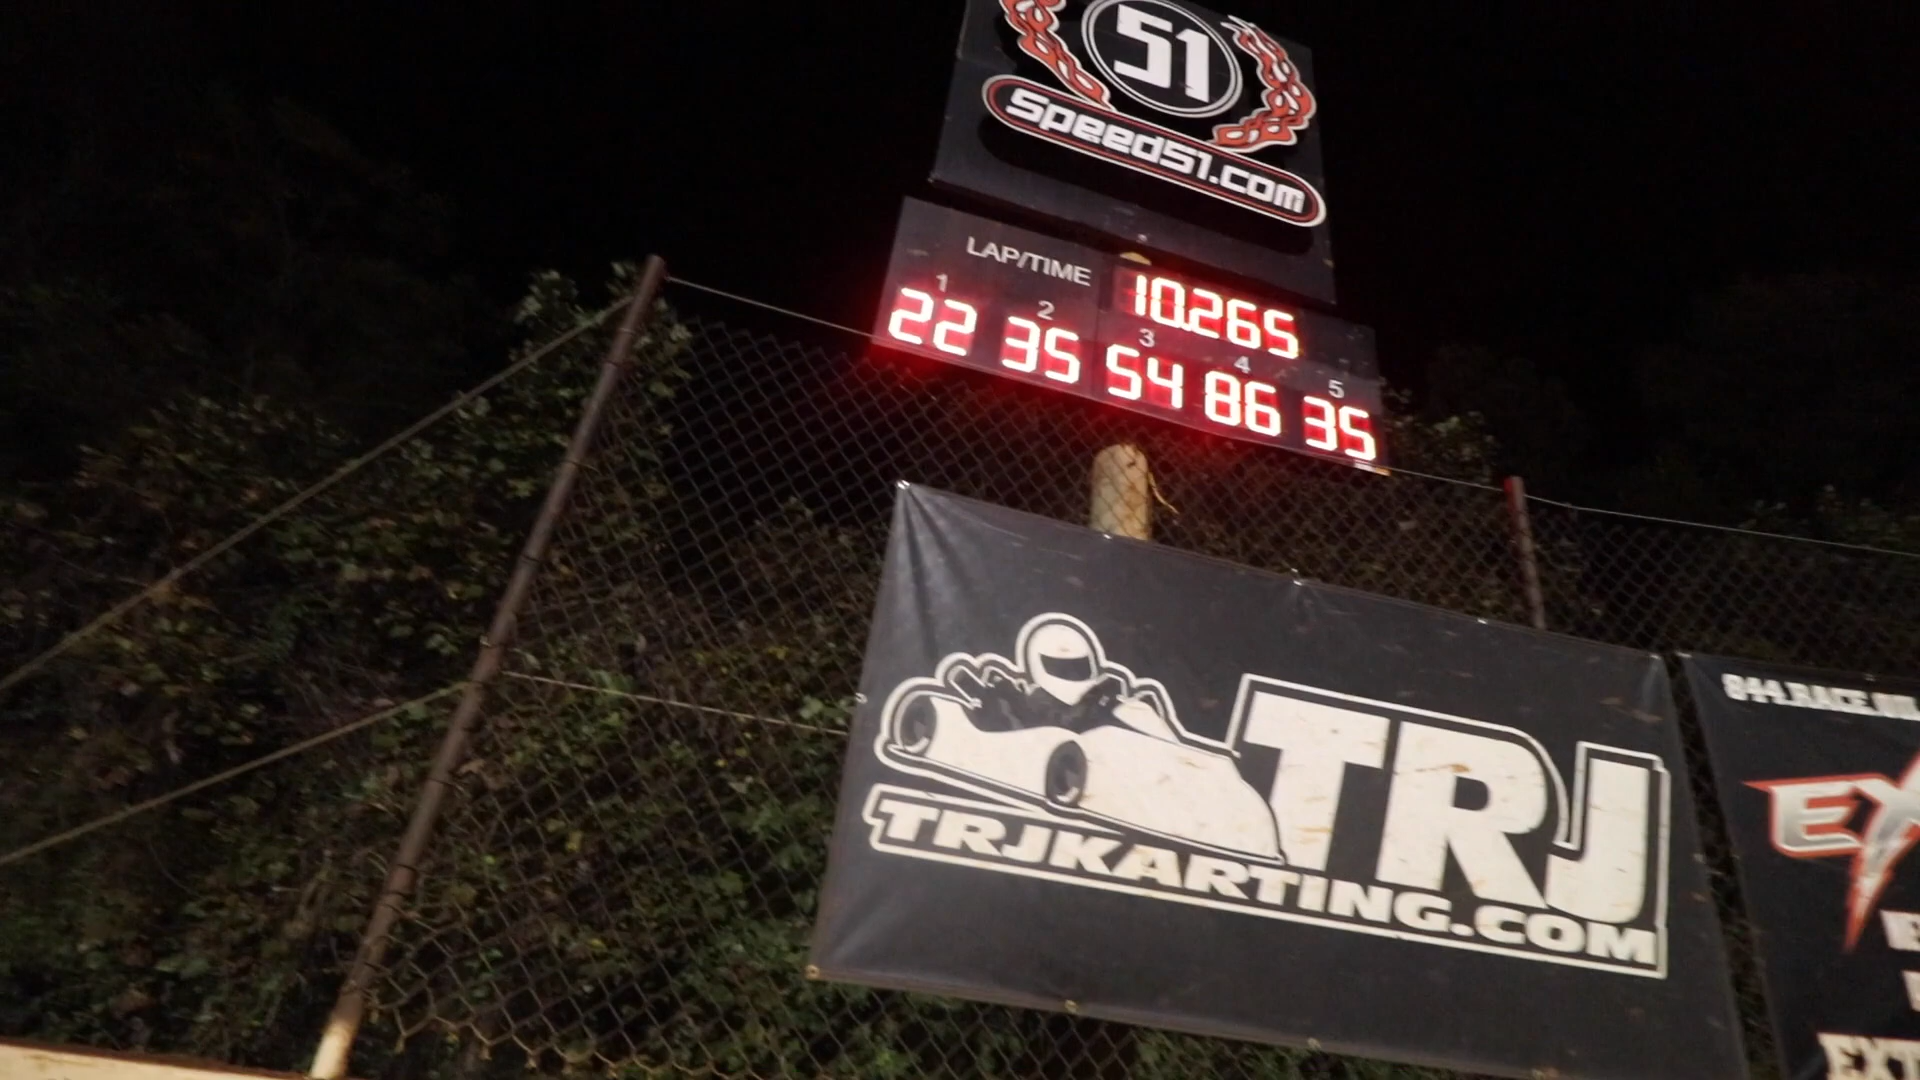 51
Speed51.com
LAP/TIME
10.265
1 2 3 4 5
22 35 54 86 35
TRJ
TRJKARTING.COM